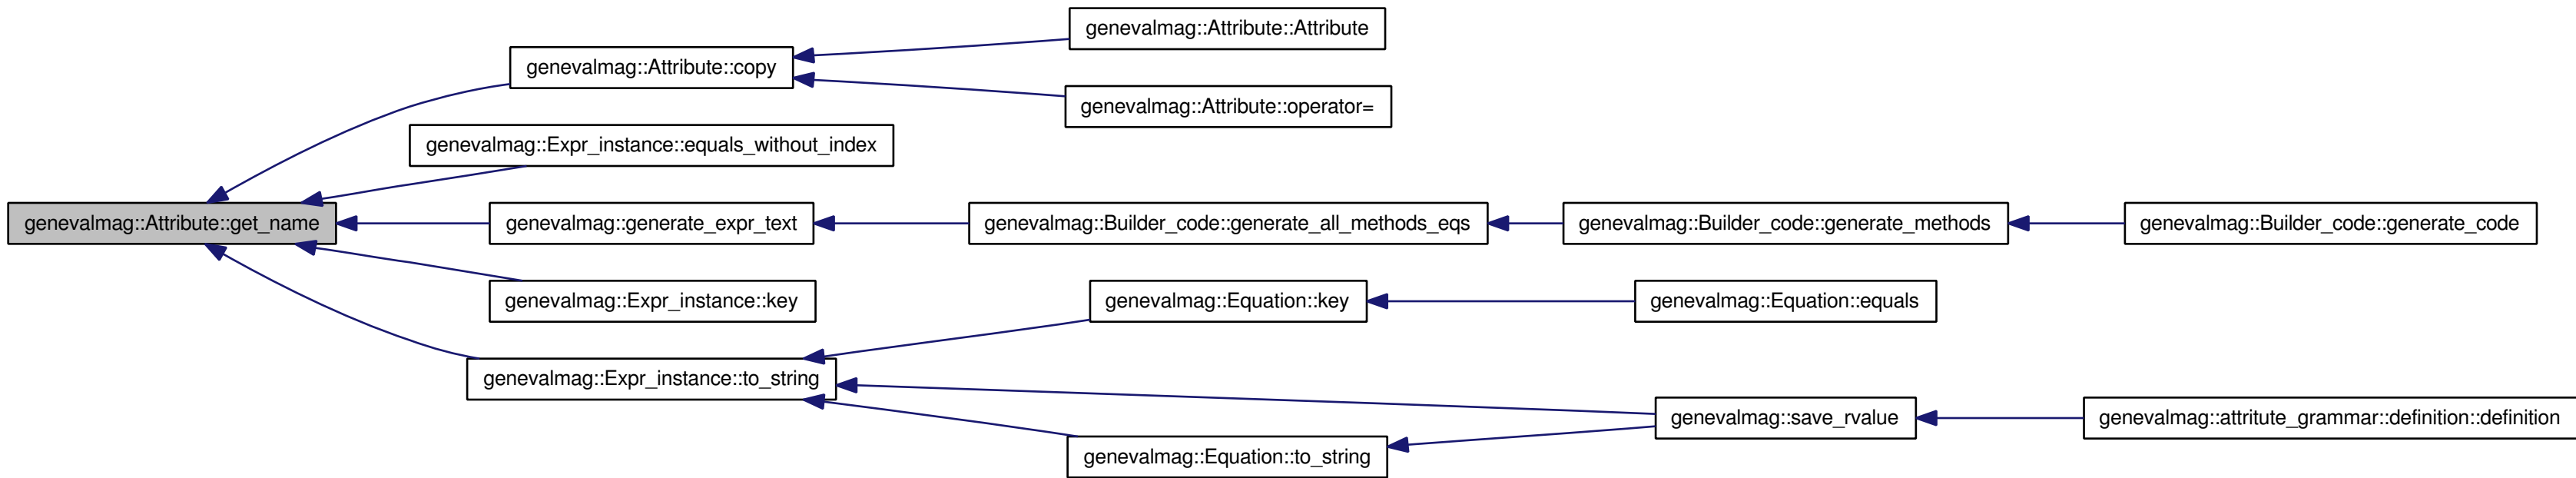 genevalmag::Attribute::Attribute
genevalmag::Attribute::copy
genevalmag::Attribute::operator=
genevalmag::Expr_instance::equals_without_index
genevalmag::Attribute::get_name
genevalmag::generate_expr_text
genevalmag::Builder_code::generate_all_methods_eqs
genevalmag::Builder_code::generate_methods
genevalmag::Builder_code::generate_code
genevalmag::Expr_instance::key
genevalmag::Equation::key
genevalmag::Equation::equals
genevalmag::Expr_instance::to_string
genevalmag::save_rvalue
genevalmag::attritute_grammar::definition::definition
genevalmag::Equation::to_string